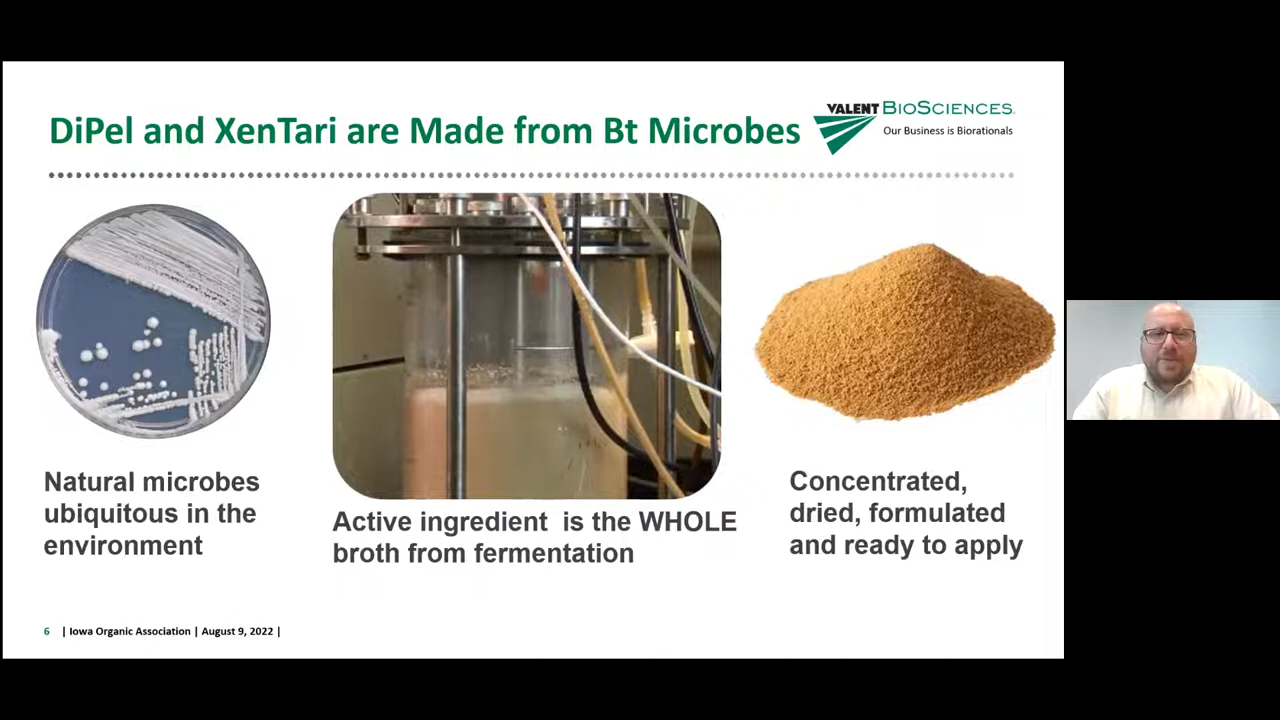 DiPel and XenTari are Made from Bt Microbes
VALENT BIOSCIENCES.
Our Business is Biorationals
Natural microbes
ubiquitous in the
environment
Active ingredient is the WHOLE
broth from fermentation
Concentrated,
dried, formulated
and ready to apply
6 | Iowa Organic Association | August 9, 2022 |